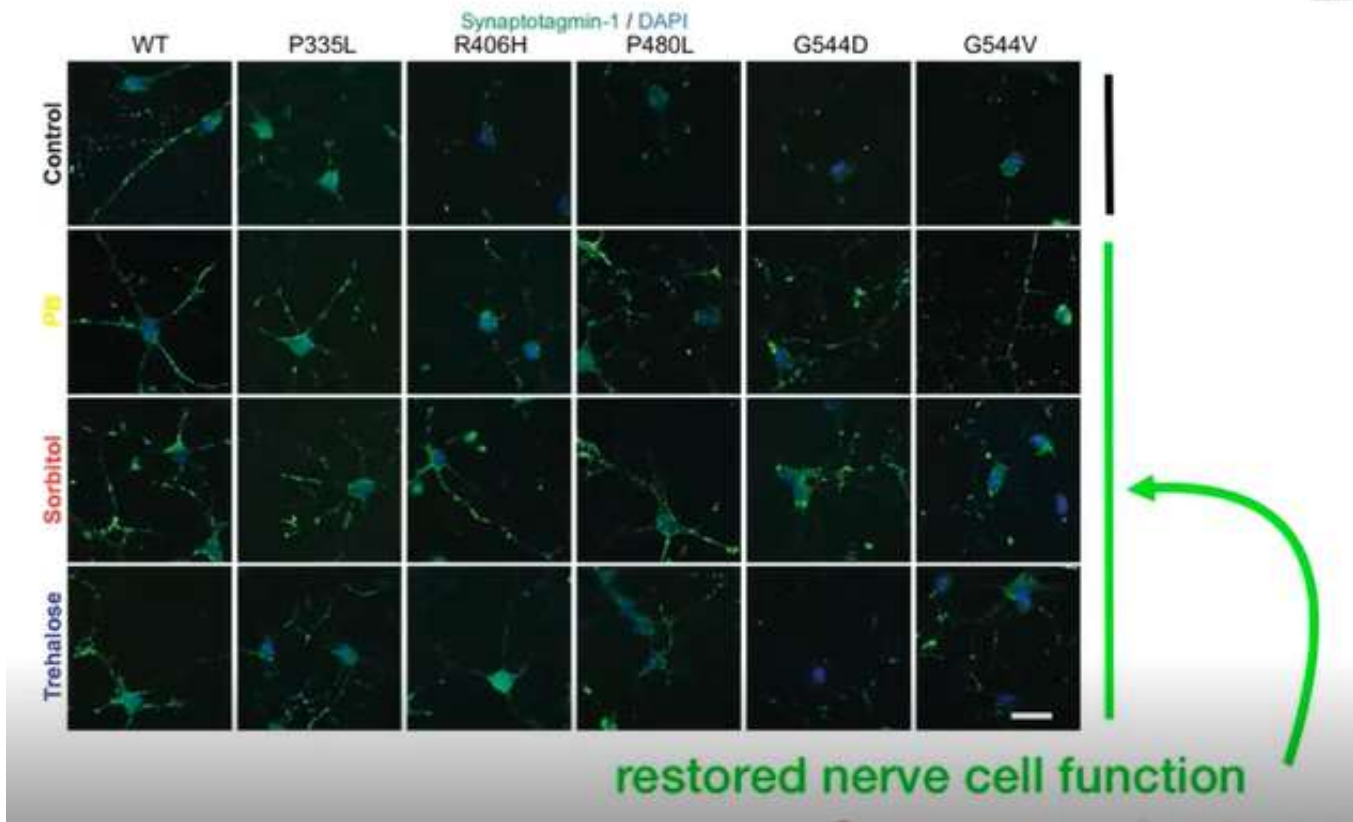 Synaptotagmin-1 / DAPI
WT P335L R406H P480L G544D G544V
Control
PB
Sorbitol
Trehalose
restored nerve cell function